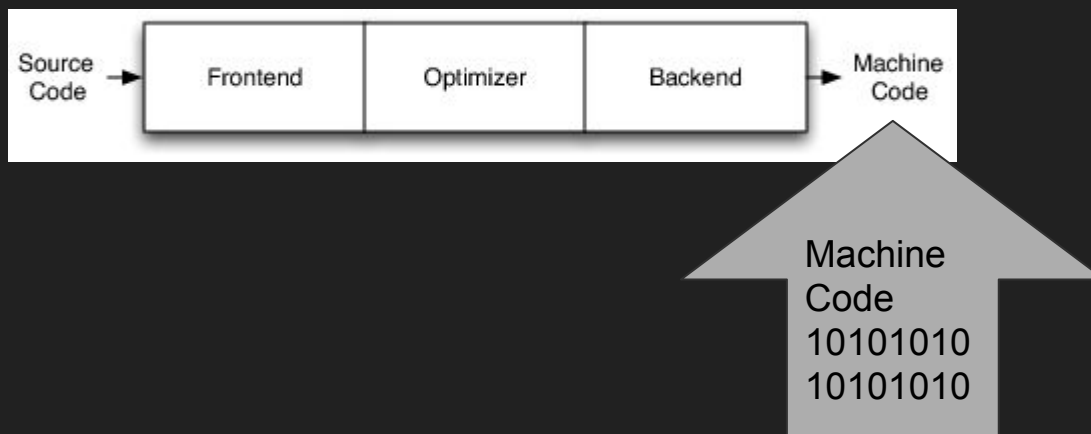 Source
Code
Frontend
Optimizer
Backend
Machine
Code
Machine
Code
10101010
10101010